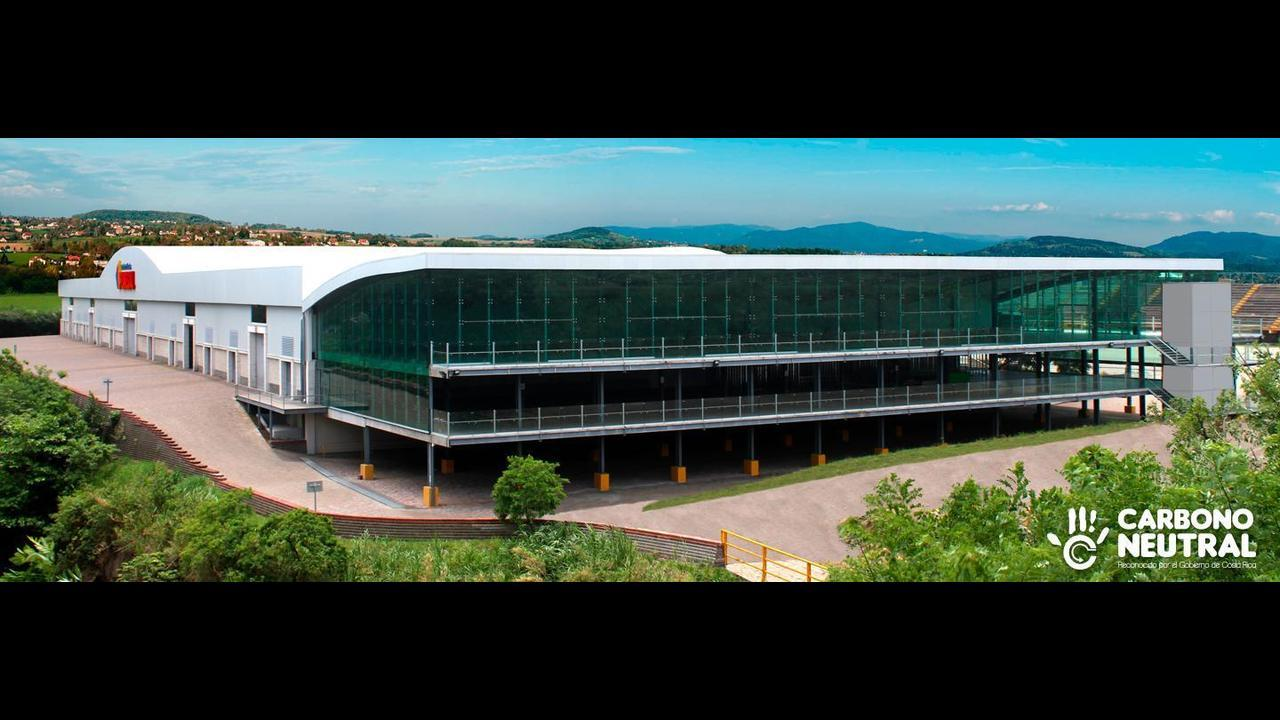 CARBONO
NEUTRAL
Reconocido por el Gobierno de Costa Rica